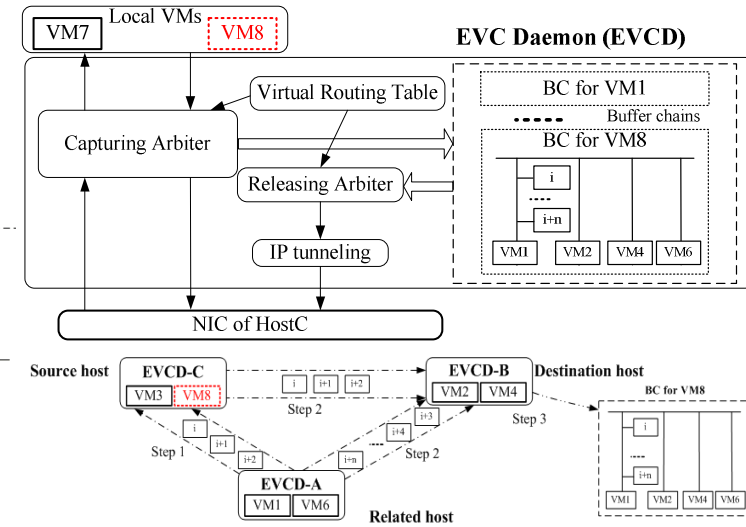 Local VMs
VM7
VM8
EVC Daemon (EVCD)
Virtual Routing Table
BC for VM1
Buffer chains
BC for VM8
Capturing Arbiter
Releasing Arbiter
i
i+n
VM1
VM2
VM4
VM6
IP tunneling
NIC of HostC
Source host
EVCD-C
VM3
VM8
i
i+1
i+2
Step 2
EVCD-B
VM2
VM4
Destination host
Step 3
BC for VM8
i
i+n
VM1
VM2
VM4
VM6
Step 1
i
i+1
i+2
i+3
i+4
i+n
Step 2
EVCD-A
VM1
VM6
Related host